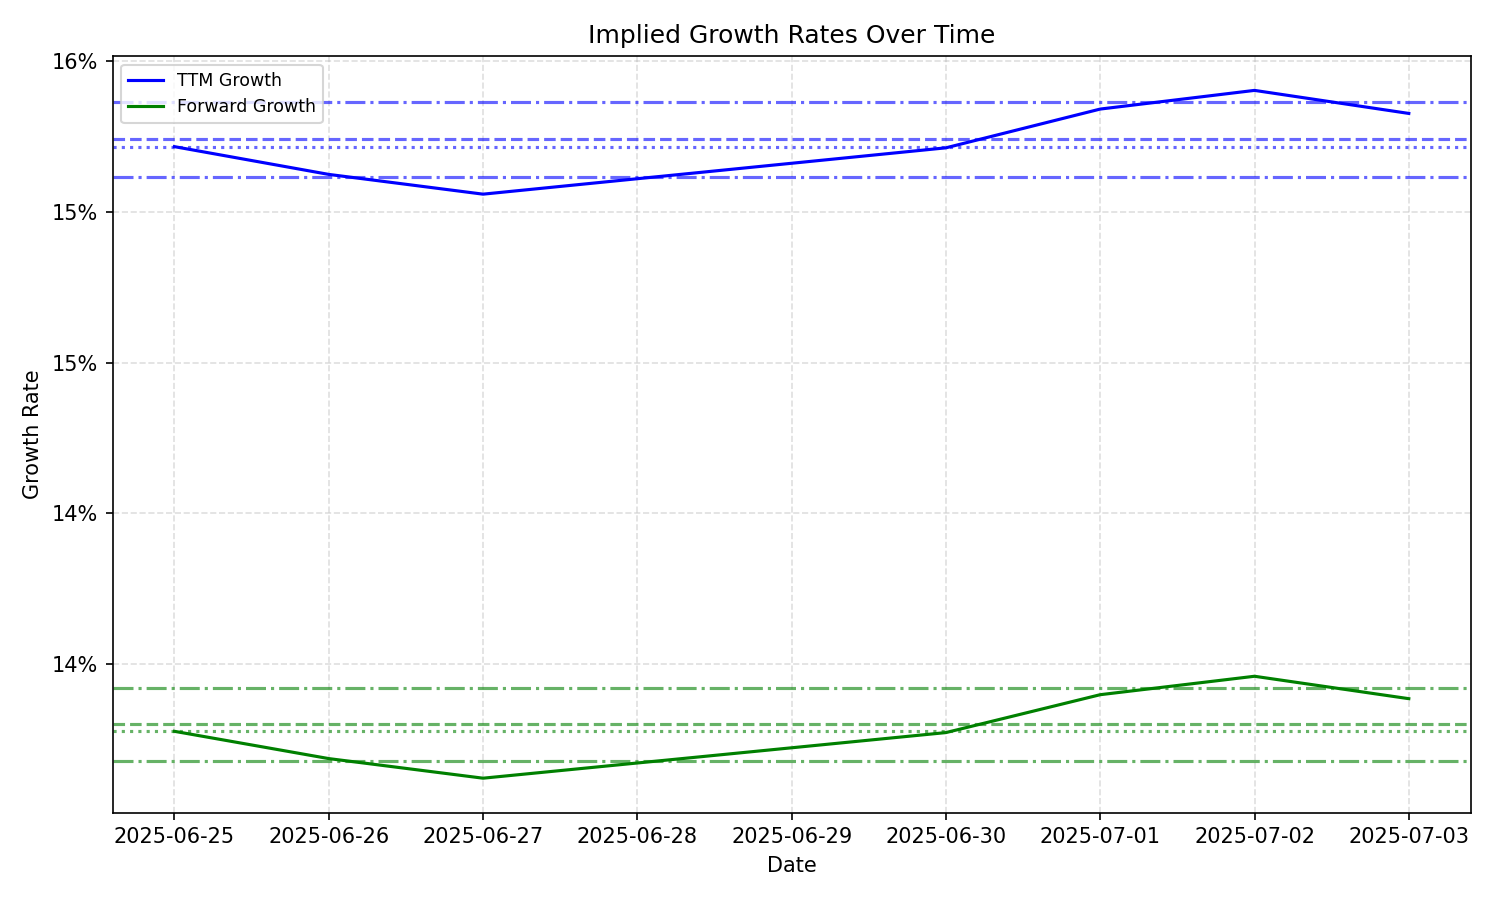 Implied Growth Rates Over Time
TTM Growth
Forward Growth
16%
15%
15%
14%
14%
Growth Rate
2025-06-25 2025-06-26 2025-06-27 2025-06-28 2025-06-29 2025-06-30 2025-07-01 2025-07-02 2025-07-03
Date